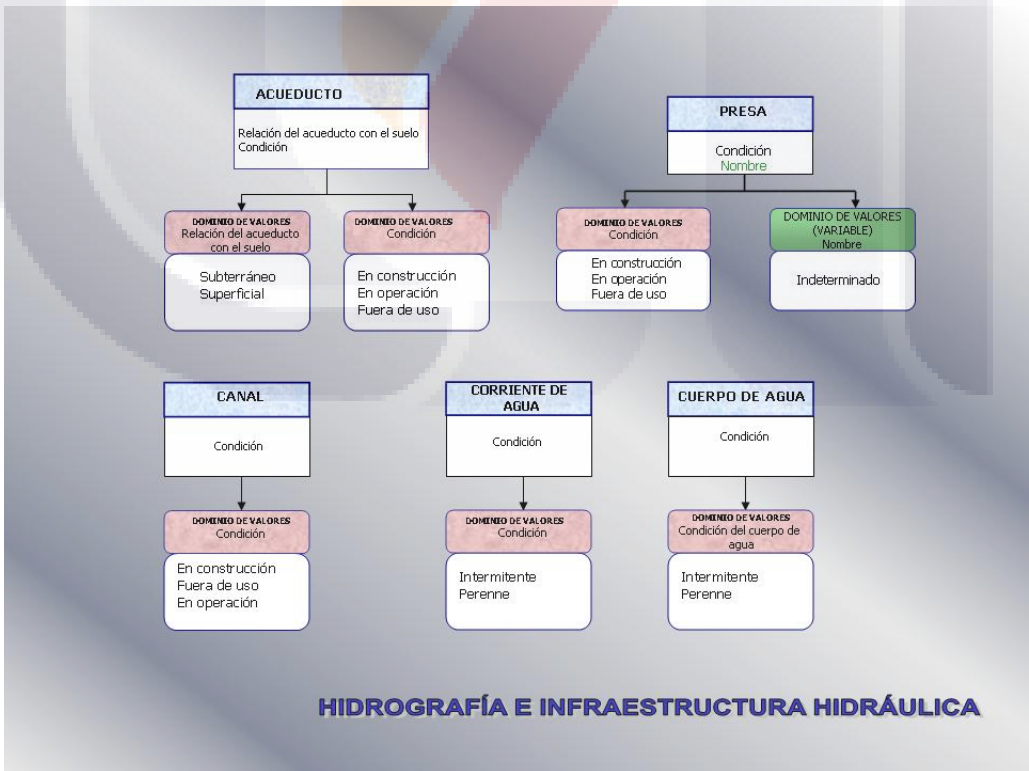 ACUEDUCTO
Relación del acueducto con el suelo
Condición
DOMINIO DE VALORES
Relación del acueducto
con el suelo
Subterráneo
Superficial
DOMINIO DE VALORES
Condición
En construcción
En operación
Fuera de uso
PRESA
Condición
Nombre
DOMINIO DE VALORES
Condición
En construcción
En operación
Fuera de uso
DOMINIO DE VALORES
(VARIABLE)
Nombre
Indeterminado
CANAL
Condición
DOMINIO DE VALORES
Condición
En construcción
Fuera de uso
En operación
CORRIENTE DE
AGUA
Condición
DOMINIO DE VALORES
Condición
Intermitente
Perenne
CUERPO DE AGUA
Condición
DOMINIO DE VALORES
Condición del cuerpo de
agua
Intermitente
Perenne
HIDROGRAFÍA E INFRAESTRUCTURA HIDRÁULICA